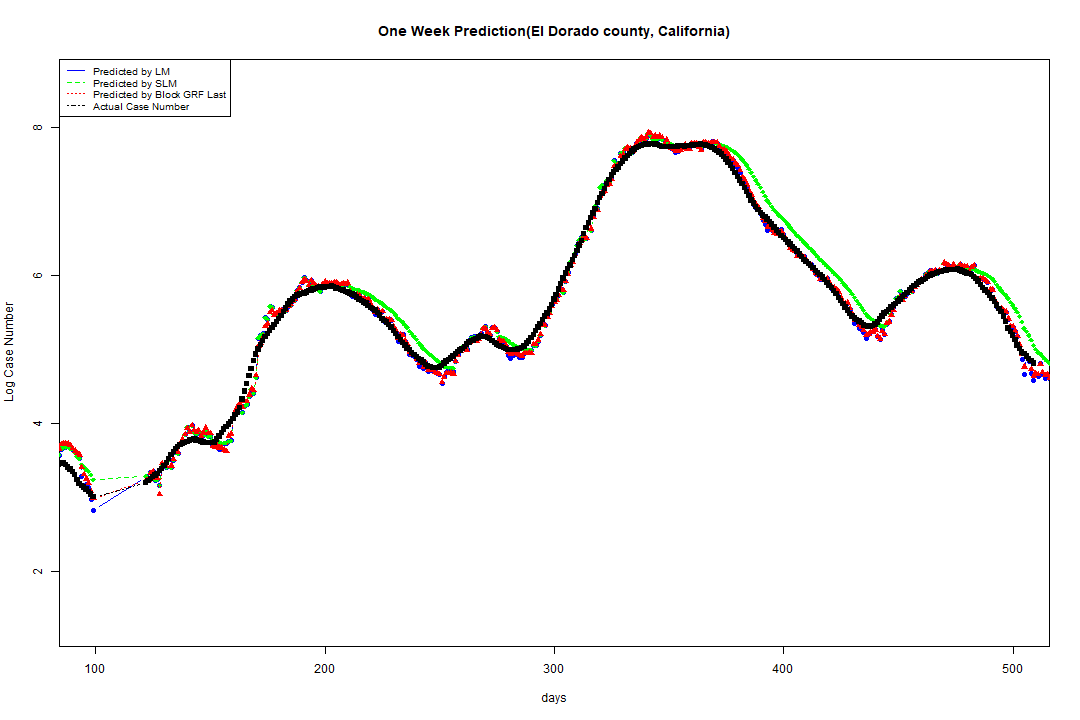 One Week Prediction(El Dorado county, California)
Predicted by LM
Predicted by SLM
Predicted by Block GRF Last
Actual Case Number
8
6
4
2
Log Case Number
100 200 300 400 500
days